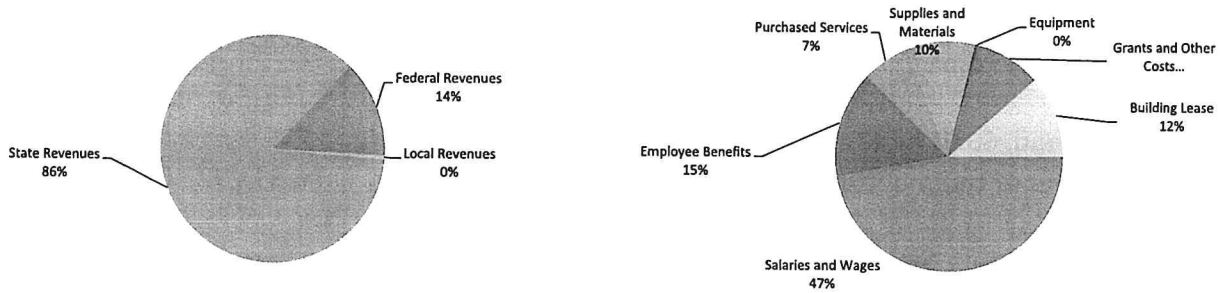 Federal Revenues
14%
State Revenues
86%
Local Revenues
0%
Purchased Services
7%
Supplies and
Materials
10%
Equipment
0%
Grants and Other
Costs...
Building Lease
12%
Employee Benefits
15%
Salaries and Wages
47%